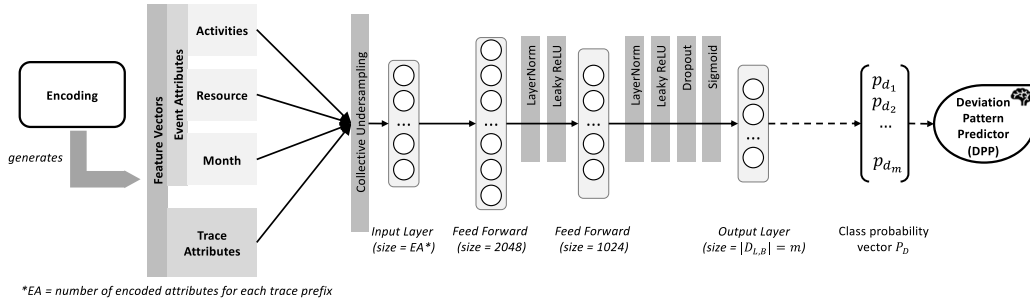 Encoding
generates
Feature Vectors
Event Attributes
Activities
Resource
Month
Trace
Attributes
Collective Undersampling
...
Input Layer
(size = EA*)
...
Feed Forward
(size = 2048)
LayerNorm
Leaky ReLU
...
Feed Forward
(size = 1024)
LayerNorm
Leaky ReLU
Dropout
Sigmoid
...
Output Layer
(size = |D_{L,B}| = m)
p_{d_1}
p_{d_2}
...
p_{d_m}
Class probability
vector P_D
Deviation
Pattern
Predictor
(DPP)
*EA = number of encoded attributes for each trace prefix